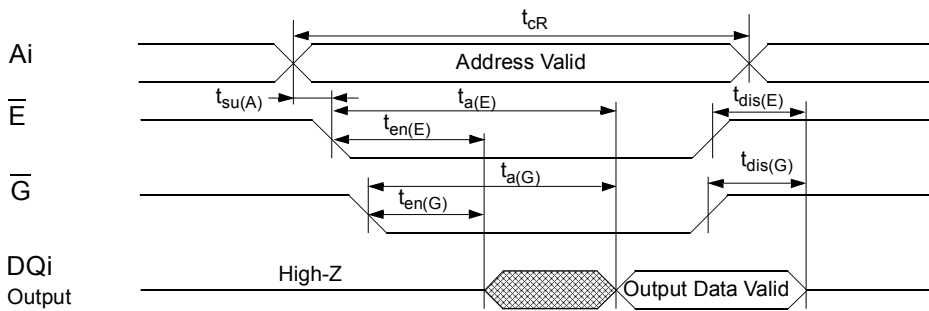 tcR
Ai
Address Valid
tsu(A)
ta(E)
tdis(E)
E
ten(E)
ta(G)
tdis(G)
G
ten(G)
DQi
Output
High-Z
Output Data Valid